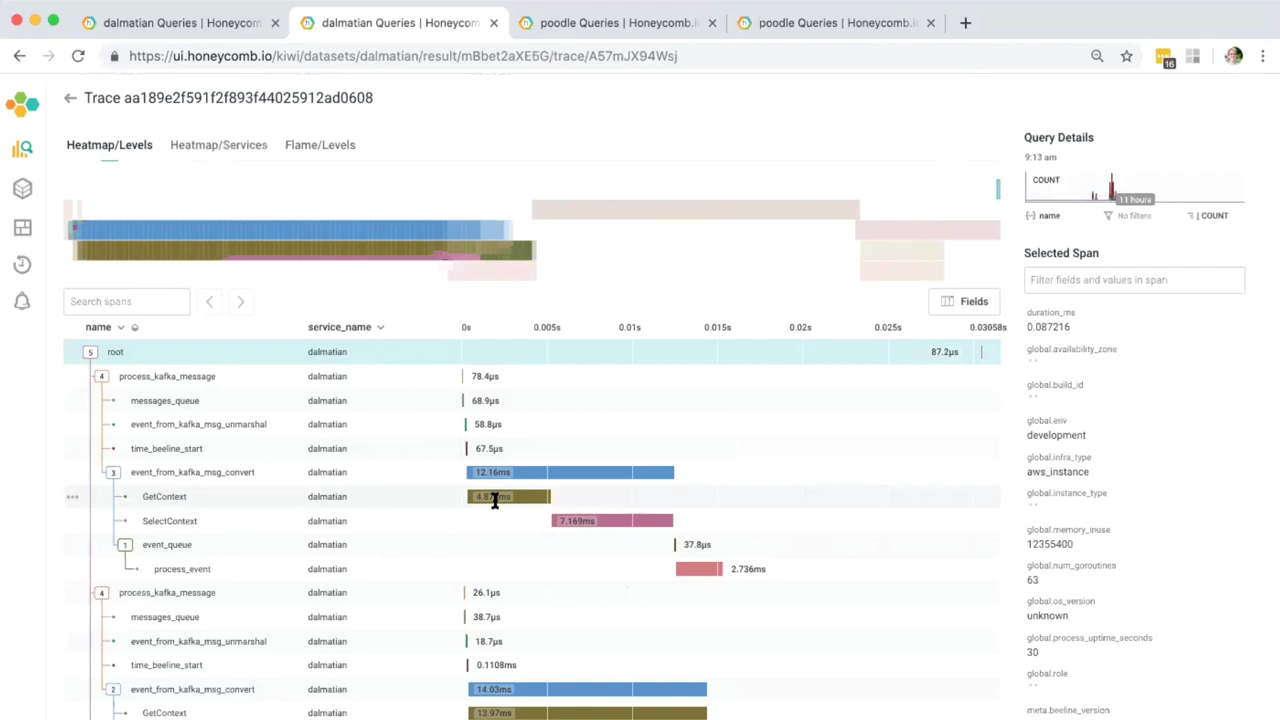 dalmatian Queries | Honeycom
dalmatian Queries | Honeycom
poodle Queries | Honeycomb.
poodle Queries | Honeycomb.
https://ui.honeycomb.io/kiwi/datasets/dalmatian/result/mBbet2aXE5G/trace/A57mJX94Wsj
16
Trace aa189e2f591f2f893f44025912ad0608
Heatmap/Levels Heatmap/Services Flame/Levels
Query Details
9:13 am
COUNT
11 hours
name No filters COUNT
Selected Span
Filter fields and values in span
Search spans Fields
name service_name 0s 0.005s 0.01s 0.015s 0.02s 0.025s 0.03058s
5 root dalmatian 87.2µs
4 process_kafka_message dalmatian 78.4µs
messages_queue dalmatian 68.9µs
event_from_kafka_msg_unmarshal dalmatian 58.8µs
time_beeline_start dalmatian 67.5µs
3 event_from_kafka_msg_convert dalmatian 12.16ms
GetContext dalmatian
SelectContext dalmatian 7.169ms
1 event_queue dalmatian 37.8µs
process_event dalmatian 2.736ms
4 process_kafka_message dalmatian 26.1µs
messages_queue dalmatian 38.7µs
event_from_kafka_msg_unmarshal dalmatian 18.7µs
time_beeline_start dalmatian 0.1108ms
2 event_from_kafka_msg_convert dalmatian 14.03ms
GetContext dalmatian 13.97ms
duration_ms
0.087216
global.availability_zone
""
global.build_id
""
global.env
development
global.infra_type
aws_instance
global.instance_type
""
global.memory_inuse
12355400
global.num_goroutines
63
global.os_version
unknown
global.process_uptime_seconds
30
global.role
""
meta.beeline_version